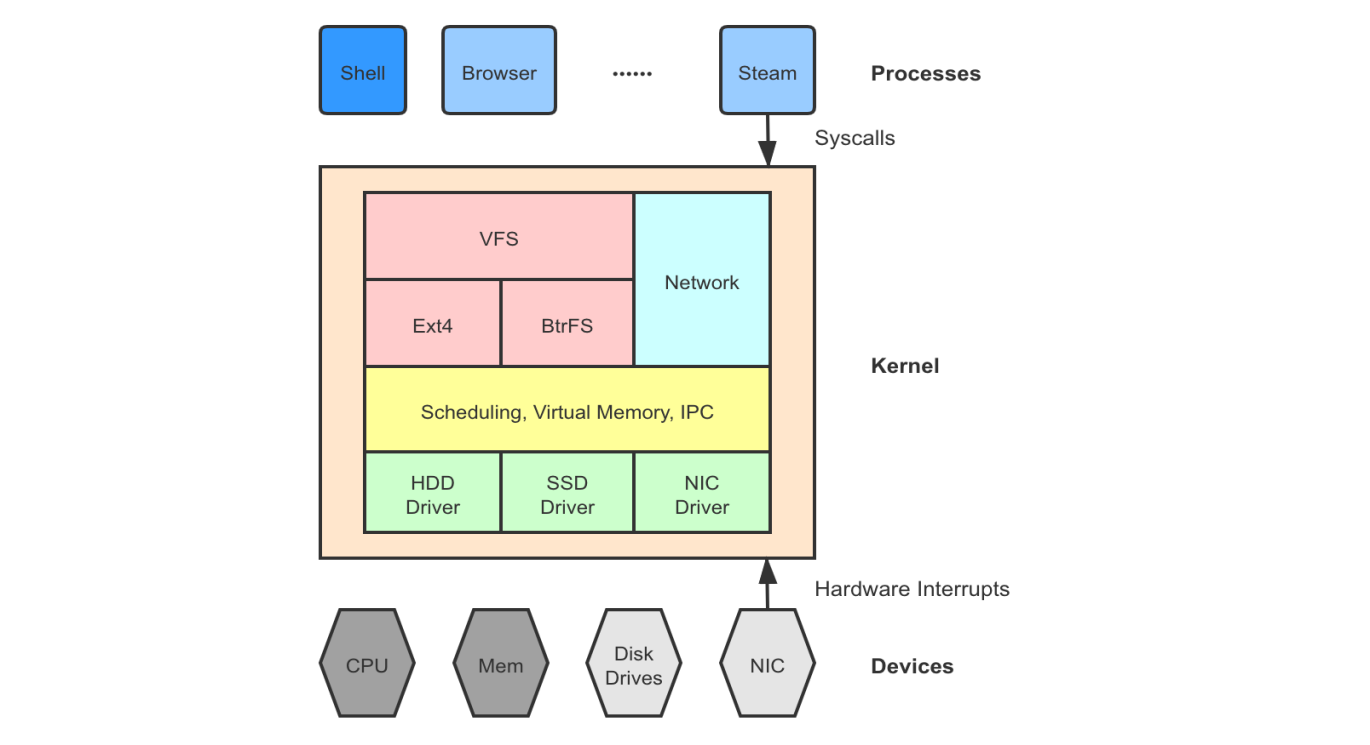 Shell
Browser
......
Steam
Processes
Syscalls
VFS
Network
Ext4
BtrFS
Kernel
Scheduling, Virtual Memory, IPC
HDD
Driver
SSD
Driver
NIC
Driver
Hardware Interrupts
CPU
Mem
Disk
Drives
NIC
Devices